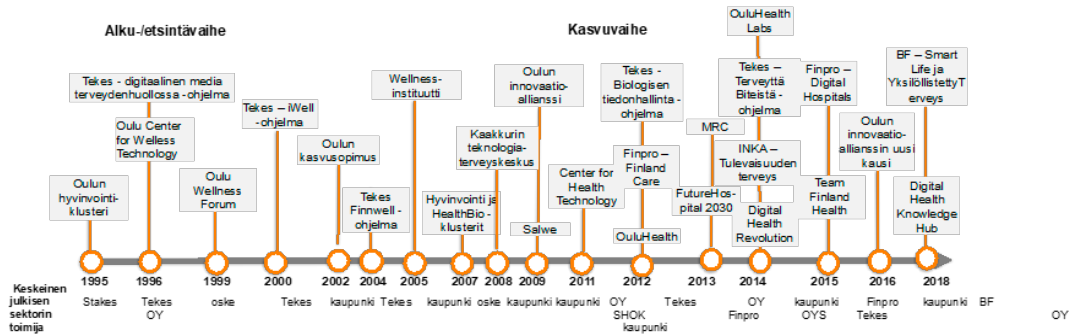 Alku-/etsintävaihe
Kasvuvaihe
Oulun
hyvinvointi-
klusteri
Tekes - digitaalinen media
terveydenhuollossa -ohjelma
Oulu Center
for Welless
Technology
Oulu
Wellness
Forum
Tekes – iWell
-ohjelma
Oulun
kasvusopimus
Tekes
Finnwell -
ohjelma
Wellness-
instituutti
Hyvinvointi ja
HealthBio -
klusterit
Kaakkurin
teknologia-
terveyskeskus
Oulun
innovaatio-
allianssi
Salwe
Center for
Health
Technology
Tekes -
Biologisen
tiedonhallinta -
ohjelma
Finpro –
Finland
Care
OuluHealth
MRC
FutureHos-
pital 2030
OuluHealth
Labs
Tekes –
Terveyttä
Biteistä -
ohjelma
INKA –
Tulevaisuuden
terveys
Digital
Health
Revolution
Finpro –
Digital
Hospitals
Team
Finland
Health
Oulun
innovaatio-
allianssin uusi
kausi
BF – Smart
Life ja
YksilöllistettyT
erveys
Digital
Health
Knowledge
Hub
1995 1996 1999 2000 2002 2004 2005 2007 2008 2009 2011 2012 2013 2014 2015 2016 2018
Keskeinen
julkisen
sektorin
toimija
Stakes Tekes oske Tekes kaupunki Tekes kaupunki oske kaupunki kaupunki OY Tekes OY kaupunki Finpro kaupunki BF
OY SHOK Finpro OYS Tekes OY
kaupunki